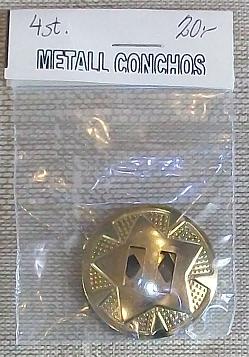 4st. 20:-
METALL CONCHOS